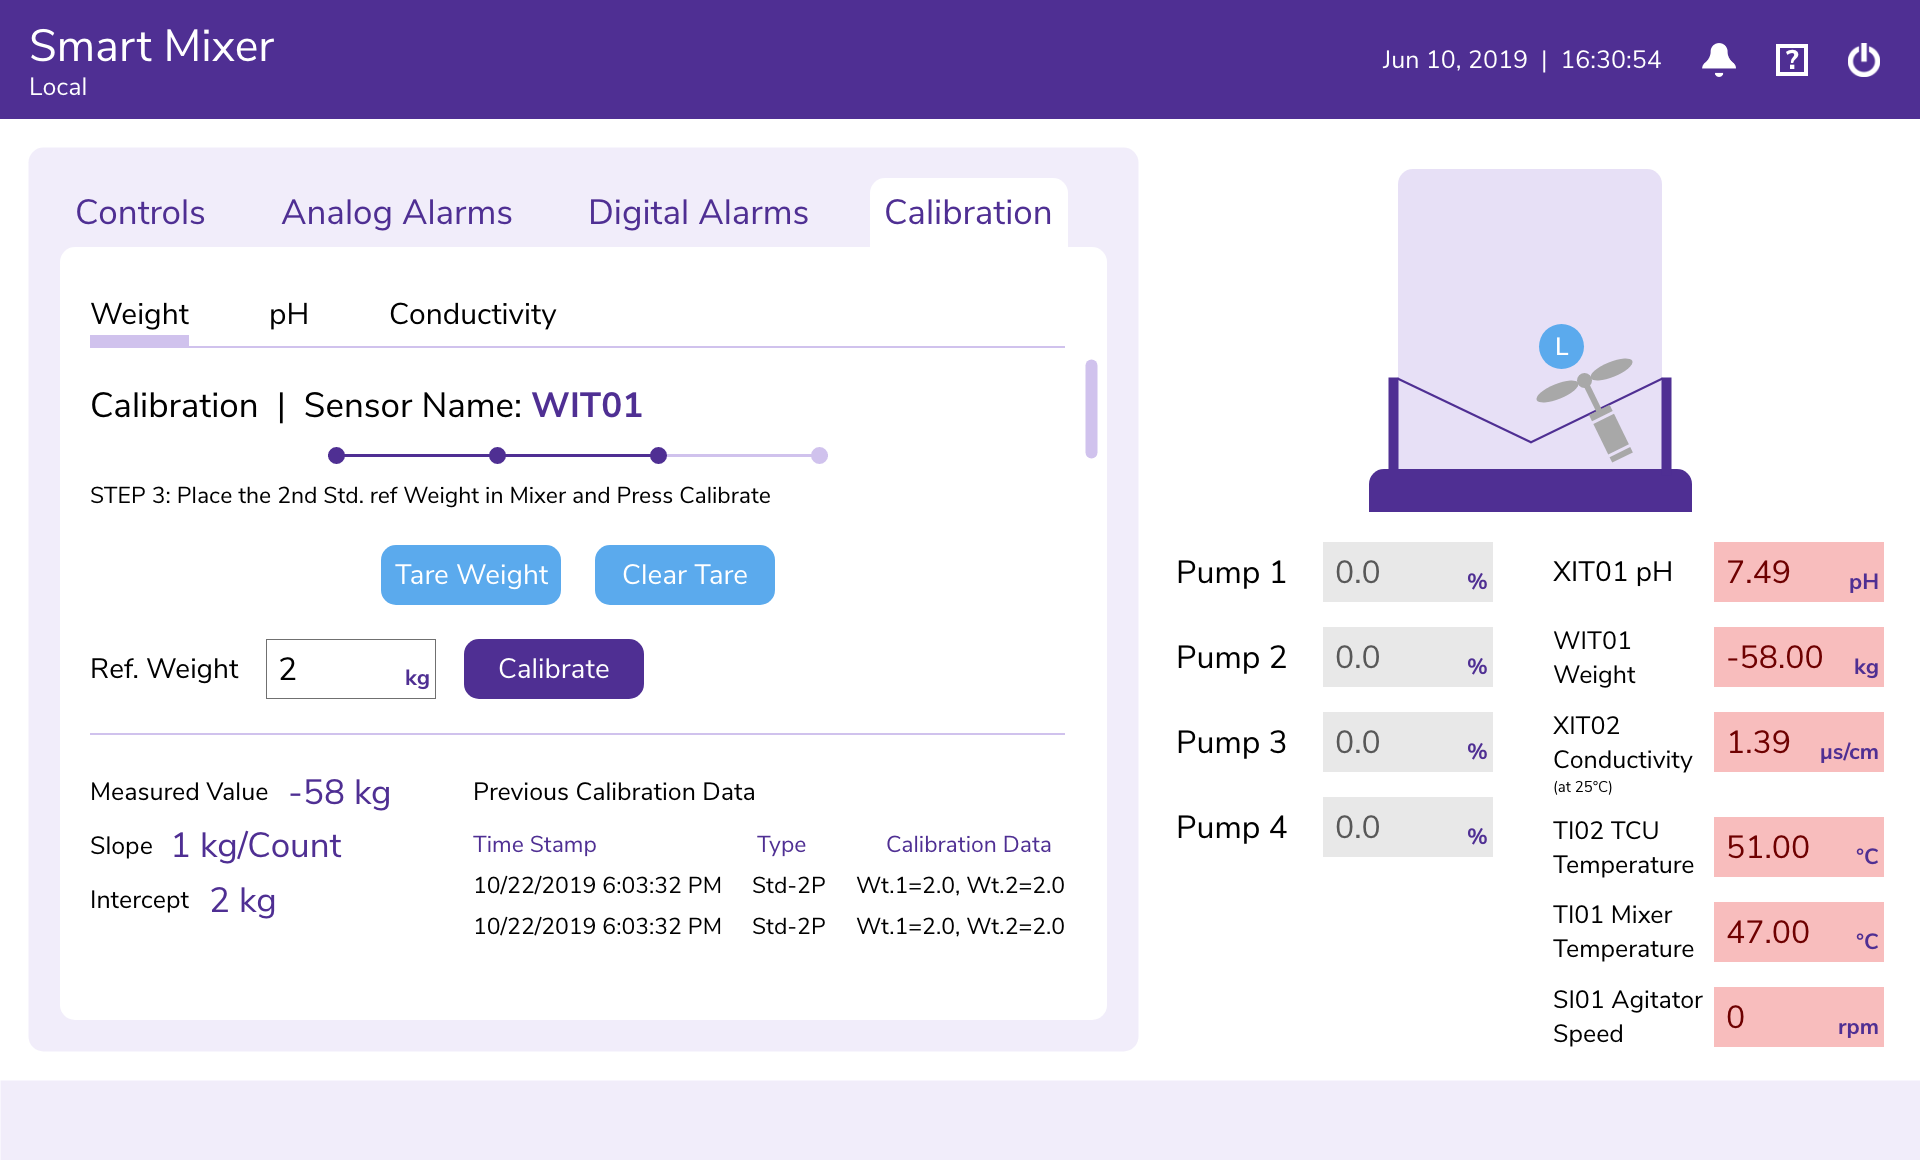 Smart Mixer
Local
Jun 10, 2019 | 16:30:54
?
Controls Analog Alarms Digital Alarms Calibration
Weight pH Conductivity
Calibration | Sensor Name: WIT01
STEP 3: Place the 2nd Std. ref Weight in Mixer and Press Calibrate
Tare Weight Clear Tare
Ref. Weight 2 kg Calibrate
Measured Value -58 kg
Slope 1 kg/Count
Intercept 2 kg
Previous Calibration Data
Time Stamp Type Calibration Data
10/22/2019 6:03:32 PM Std-2P Wt.1=2.0, Wt.2=2.0
10/22/2019 6:03:32 PM Std-2P Wt.1=2.0, Wt.2=2.0
L
Pump 1 0.0 %
Pump 2 0.0 %
Pump 3 0.0 %
Pump 4 0.0 %
XIT01 pH 7.49 pH
WIT01
Weight
-58.00 kg
XIT02
Conductivity
(at 25°C)
1.39 µs/cm
TI02 TCU
Temperature
51.00 °C
TI01 Mixer
Temperature
47.00 °C
SI01 Agitator
Speed
0 rpm